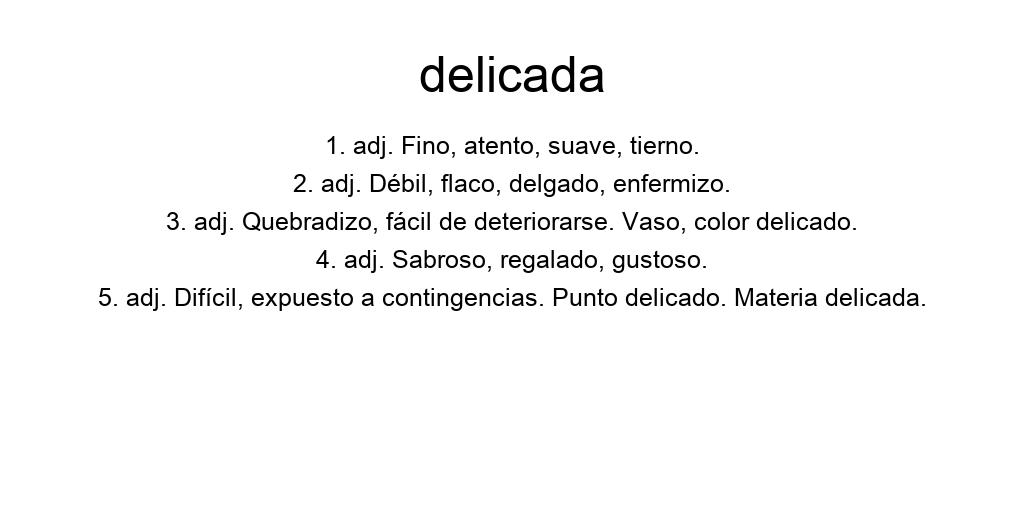 delicada
1. adj. Fino, atento, suave, tierno.
2. adj. Débil, flaco, delgado, enfermizo.
3. adj. Quebradizo, fácil de deteriorarse. Vaso, color delicado.
4. adj. Sabroso, regalado, gustoso.
5. adj. Difícil, expuesto a contingencias. Punto delicado. Materia delicada.